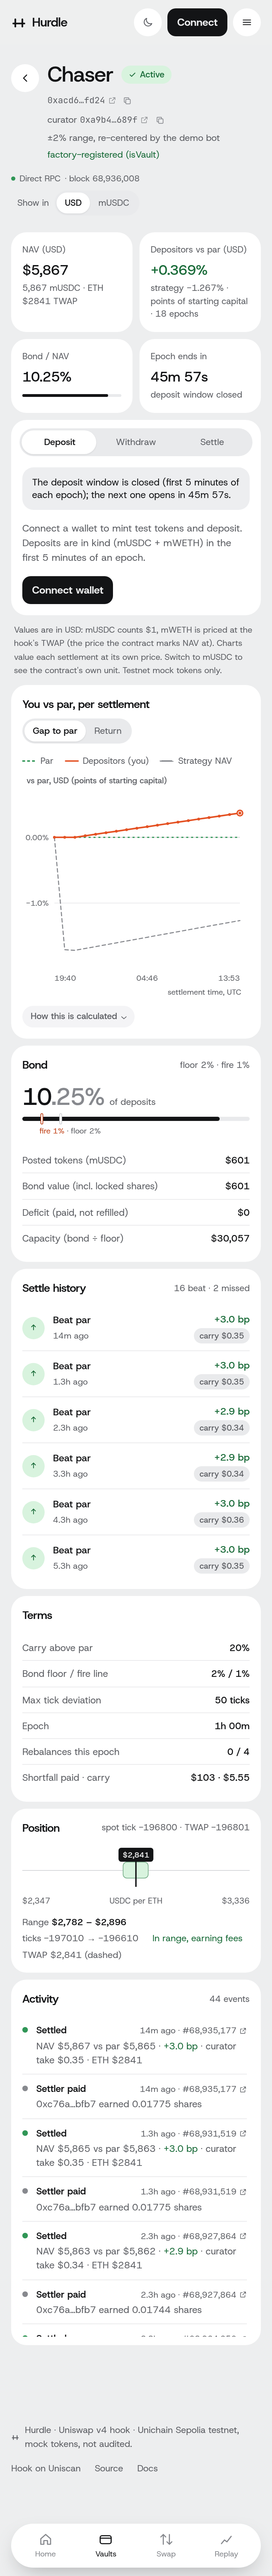 Hurdle
Connect
Chaser
Active
0xacd6…fd24
curator 0xa9b4…689f
±2% range, re-centered by the demo bot
factory-registered (isVault)
Direct RPC · block 68,936,008
Show in USD mUSDC
NAV (USD)
$5,867
5,867 mUSDC · ETH
$2841 TWAP
Depositors vs par (USD)
+0.369%
strategy −1.267% ·
points of starting capital
· 18 epochs
Bond / NAV
10.25%
Epoch ends in
45m 57s
deposit window closed
Deposit Withdraw Settle
The deposit window is closed (first 5 minutes of
each epoch); the next one opens in 45m 57s.
Connect a wallet to mint test tokens and deposit.
Deposits are in kind (mUSDC + mWETH) in the
first 5 minutes of an epoch.
Connect wallet
Values are in USD: mUSDC counts $1, mWETH is priced at the
hook's TWAP (the price the contract marks NAV at). Charts
value each settlement at its own price. Switch to mUSDC to
see the contract's own unit. Testnet mock tokens only.
You vs par, per settlement
Gap to par Return
Par Depositors (you) Strategy NAV
vs par, USD (points of starting capital)
0.00%
−1.0%
19:40 04:46 13:53
settlement time, UTC
How this is calculated
Bond floor 2% · fire 1%
10.25% of deposits
fire 1% · floor 2%
Posted tokens (mUSDC) $601
Bond value (incl. locked shares) $601
Deficit (paid, not refilled) $0
Capacity (bond ÷ floor) $30,057
Settle history 16 beat · 2 missed
Beat par +3.0 bp
14m ago carry $0.35
Beat par +3.0 bp
1.3h ago carry $0.35
Beat par +2.9 bp
2.3h ago carry $0.34
Beat par +2.9 bp
3.3h ago carry $0.34
Beat par +3.0 bp
4.3h ago carry $0.36
Beat par +3.0 bp
5.3h ago carry $0.35
Terms
Carry above par 20%
Bond floor / fire line 2% / 1%
Max tick deviation 50 ticks
Epoch 1h 00m
Rebalances this epoch 0 / 4
Shortfall paid · carry $103 · $5.55
Position spot tick −196800 · TWAP −196801
$2,841
$2,347 USDC per ETH $3,336
Range $2,782 – $2,896
ticks −197010 → −196610 In range, earning fees
TWAP $2,841 (dashed)
Activity 44 events
Settled 14m ago · #68,935,177
NAV $5,867 vs par $5,865 · +3.0 bp · curator
take $0.35 · ETH $2841
Settler paid 14m ago · #68,935,177
0xc76a…bfb7 earned 0.01775 shares
Settled 1.3h ago · #68,931,519
NAV $5,865 vs par $5,863 · +3.0 bp · curator
take $0.35 · ETH $2841
Settler paid 1.3h ago · #68,931,519
0xc76a…bfb7 earned 0.01775 shares
Settled 2.3h ago · #68,927,864
NAV $5,863 vs par $5,862 · +2.9 bp · curator
take $0.34 · ETH $2841
Settler paid 2.3h ago · #68,927,864
0xc76a…bfb7 earned 0.01744 shares
Hurdle · Uniswap v4 hook · Unichain Sepolia testnet,
mock tokens, not audited.
Hook on Uniscan Source Docs
Home Vaults Swap Replay